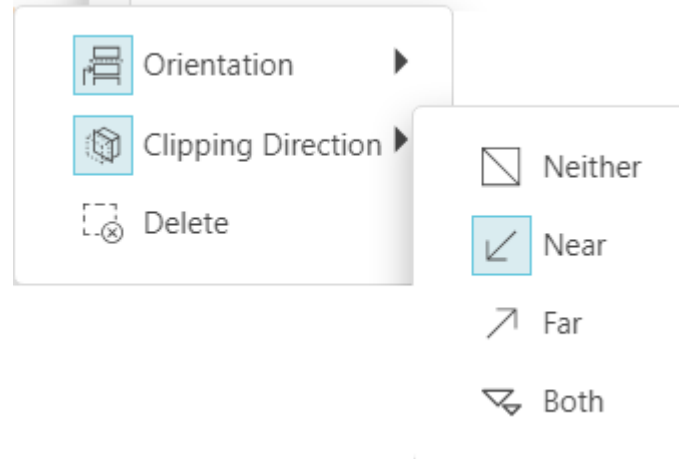 Orientation
Clipping Direction
Delete
Neither
Near
Far
Both